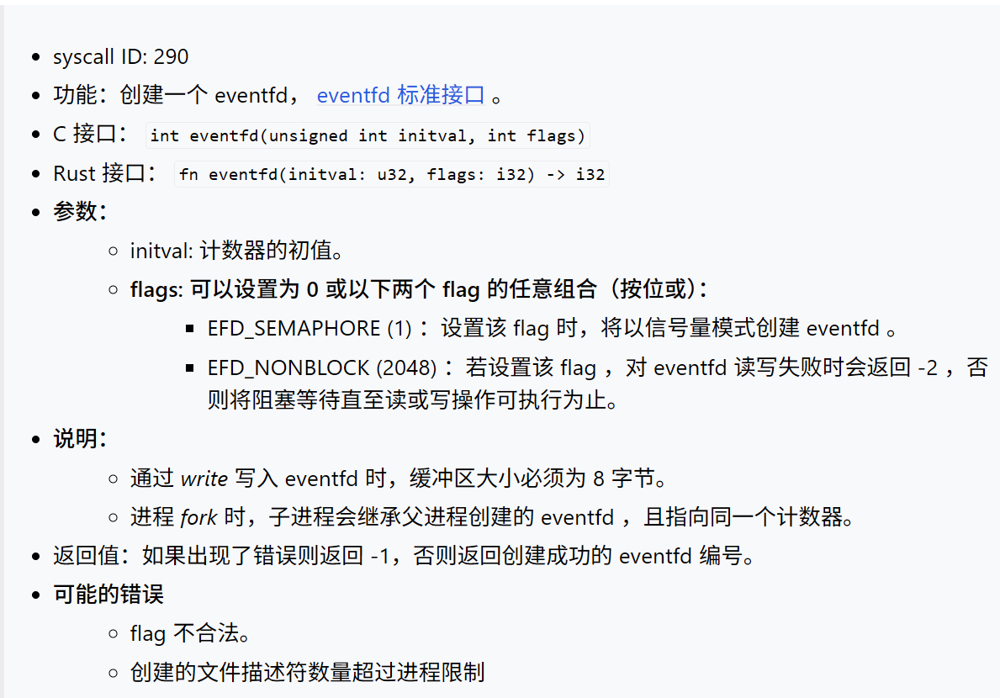 syscall ID: 290
功能：创建一个 eventfd， eventfd 标准接口 。
C 接口： int eventfd(unsigned int initval, int flags)
Rust 接口： fn eventfd(initval: u32, flags: i32) -> i32
参数：
initval: 计数器的初值。
flags: 可以设置为 0 或以下两个 flag 的任意组合（按位或）：
EFD_SEMAPHORE (1) ：设置该 flag 时，将以信号量模式创建 eventfd 。
EFD_NONBLOCK (2048) ：若设置该 flag ，对 eventfd 读写失败时会返回 -2 ，否
则将阻塞等待直至读或写操作可执行为止。
说明：
通过 write 写入 eventfd 时，缓冲区大小必须为 8 字节。
进程 fork 时，子进程会继承父进程创建的 eventfd ，且指向同一个计数器。
返回值：如果出现了错误则返回 -1，否则返回创建成功的 eventfd 编号。
可能的错误
flag 不合法。
创建的文件描述符数量超过进程限制